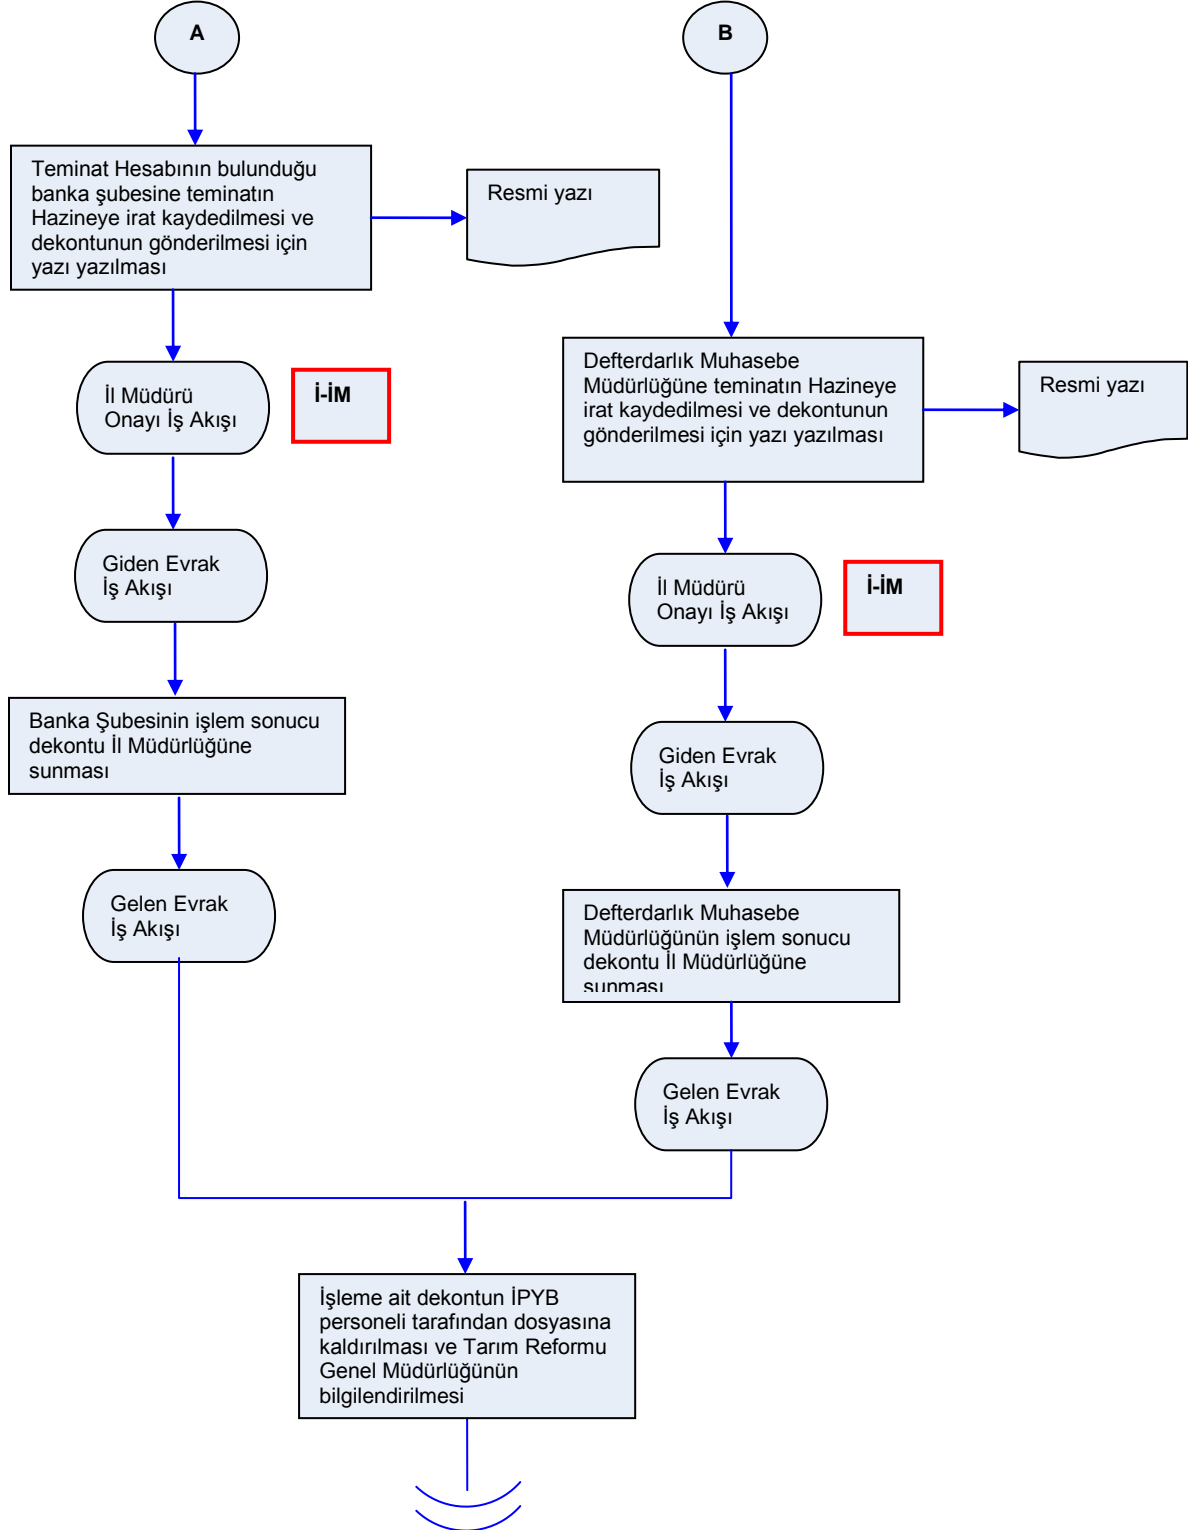 A
B
Teminat Hesabının bulunduğu
banka şubesine teminatın
Hazineye irat kaydedilmesi ve
dekontunun gönderilmesi için
yazı yazılması
Resmi yazı
İl Müdürü
Onayı İş Akışı
İ-İM
Defterdarlık Muhasebe
Müdürlüğüne teminatın Hazineye
irat kaydedilmesi ve dekontunun
gönderilmesi için yazı yazılması
Resmi yazı
Giden Evrak
İş Akışı
İl Müdürü
Onayı İş Akışı
İ-İM
Banka Şubesinin işlem sonucu
dekontu İl Müdürlüğüne
sunması
Giden Evrak
İş Akışı
Gelen Evrak
İş Akışı
Defterdarlık Muhasebe
Müdürlüğünün işlem sonucu
dekontu İl Müdürlüğüne
sunması
Gelen Evrak
İş Akışı
İşleme ait dekontun İPYB
personeli tarafından dosyasına
kaldırılması ve Tarım Reformu
Genel Müdürlüğünün
bilgilendirilmesi